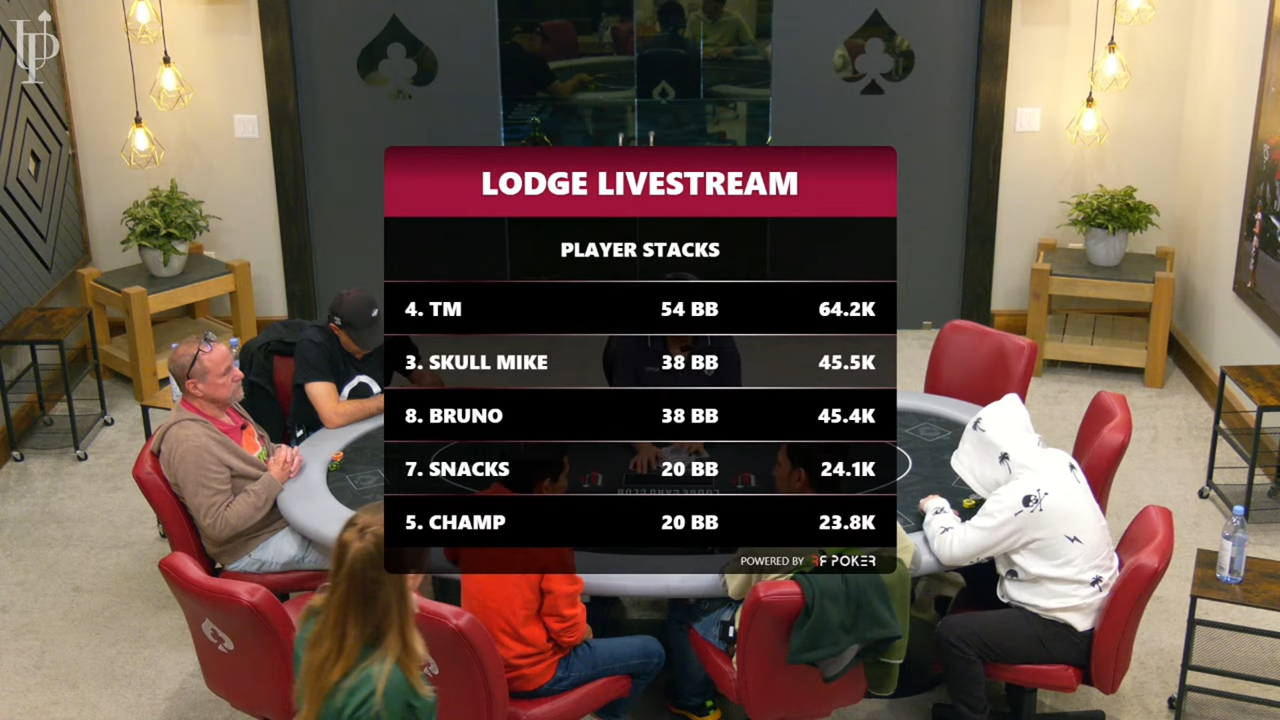 UP
LODGE LIVESTREAM
PLAYER STACKS
4. TM 54 BB 64.2K
3. SKULL MIKE 38 BB 45.5K
8. BRUNO 38 BB 45.4K
7. SNACKS 20 BB 24.1K
5. CHAMP 20 BB 23.8K
POWERED BY RF POKER